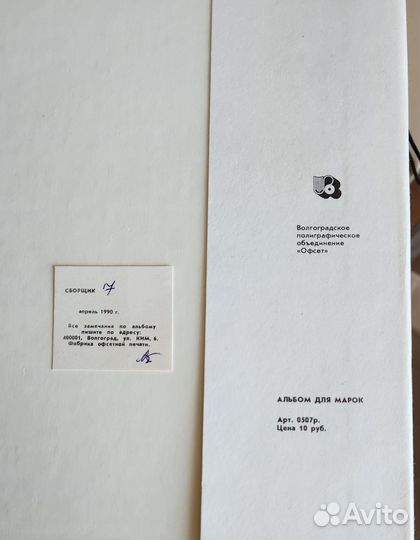 Волгоградское
полиграфическое
объединение
«Офсет»
СБОРЩИК 7
апрель 1990 г.
Все замечания по альбому
пишите по адресу:
400001, Волгоград, ул. КИМ, 6.
Фабрика офсетной печати.
АЛЬБОМ ДЛЯ МАРОК
Арт. 0507р.
Цена 10 руб.
Avito